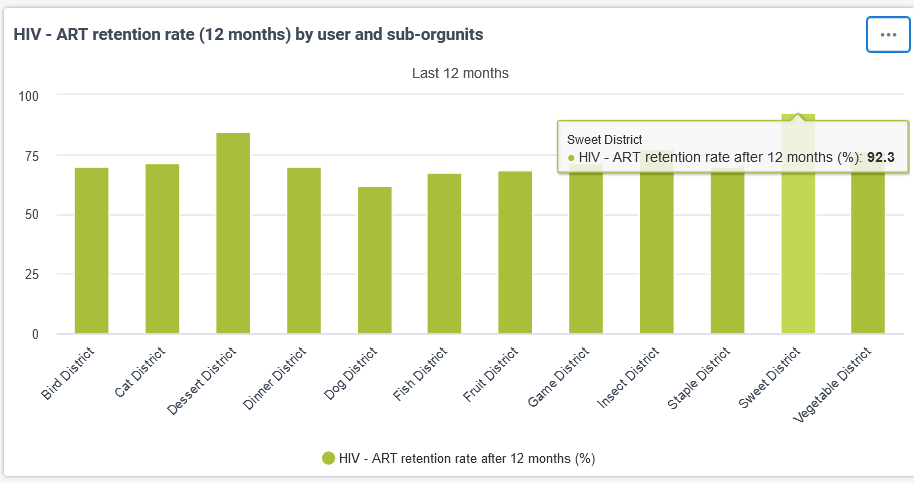 HIV - ART retention rate (12 months) by user and sub-orgunits
Last 12 months
100
75
50
25
0
Sweet District
HIV - ART retention rate after 12 months (%): 92.3
Bird District
Cat District
Dessert District
Dinner District
Dog District
Fish District
Fruit District
Game District
Insect District
Staple District
Sweet District
Vegetable District
HIV - ART retention rate after 12 months (%)